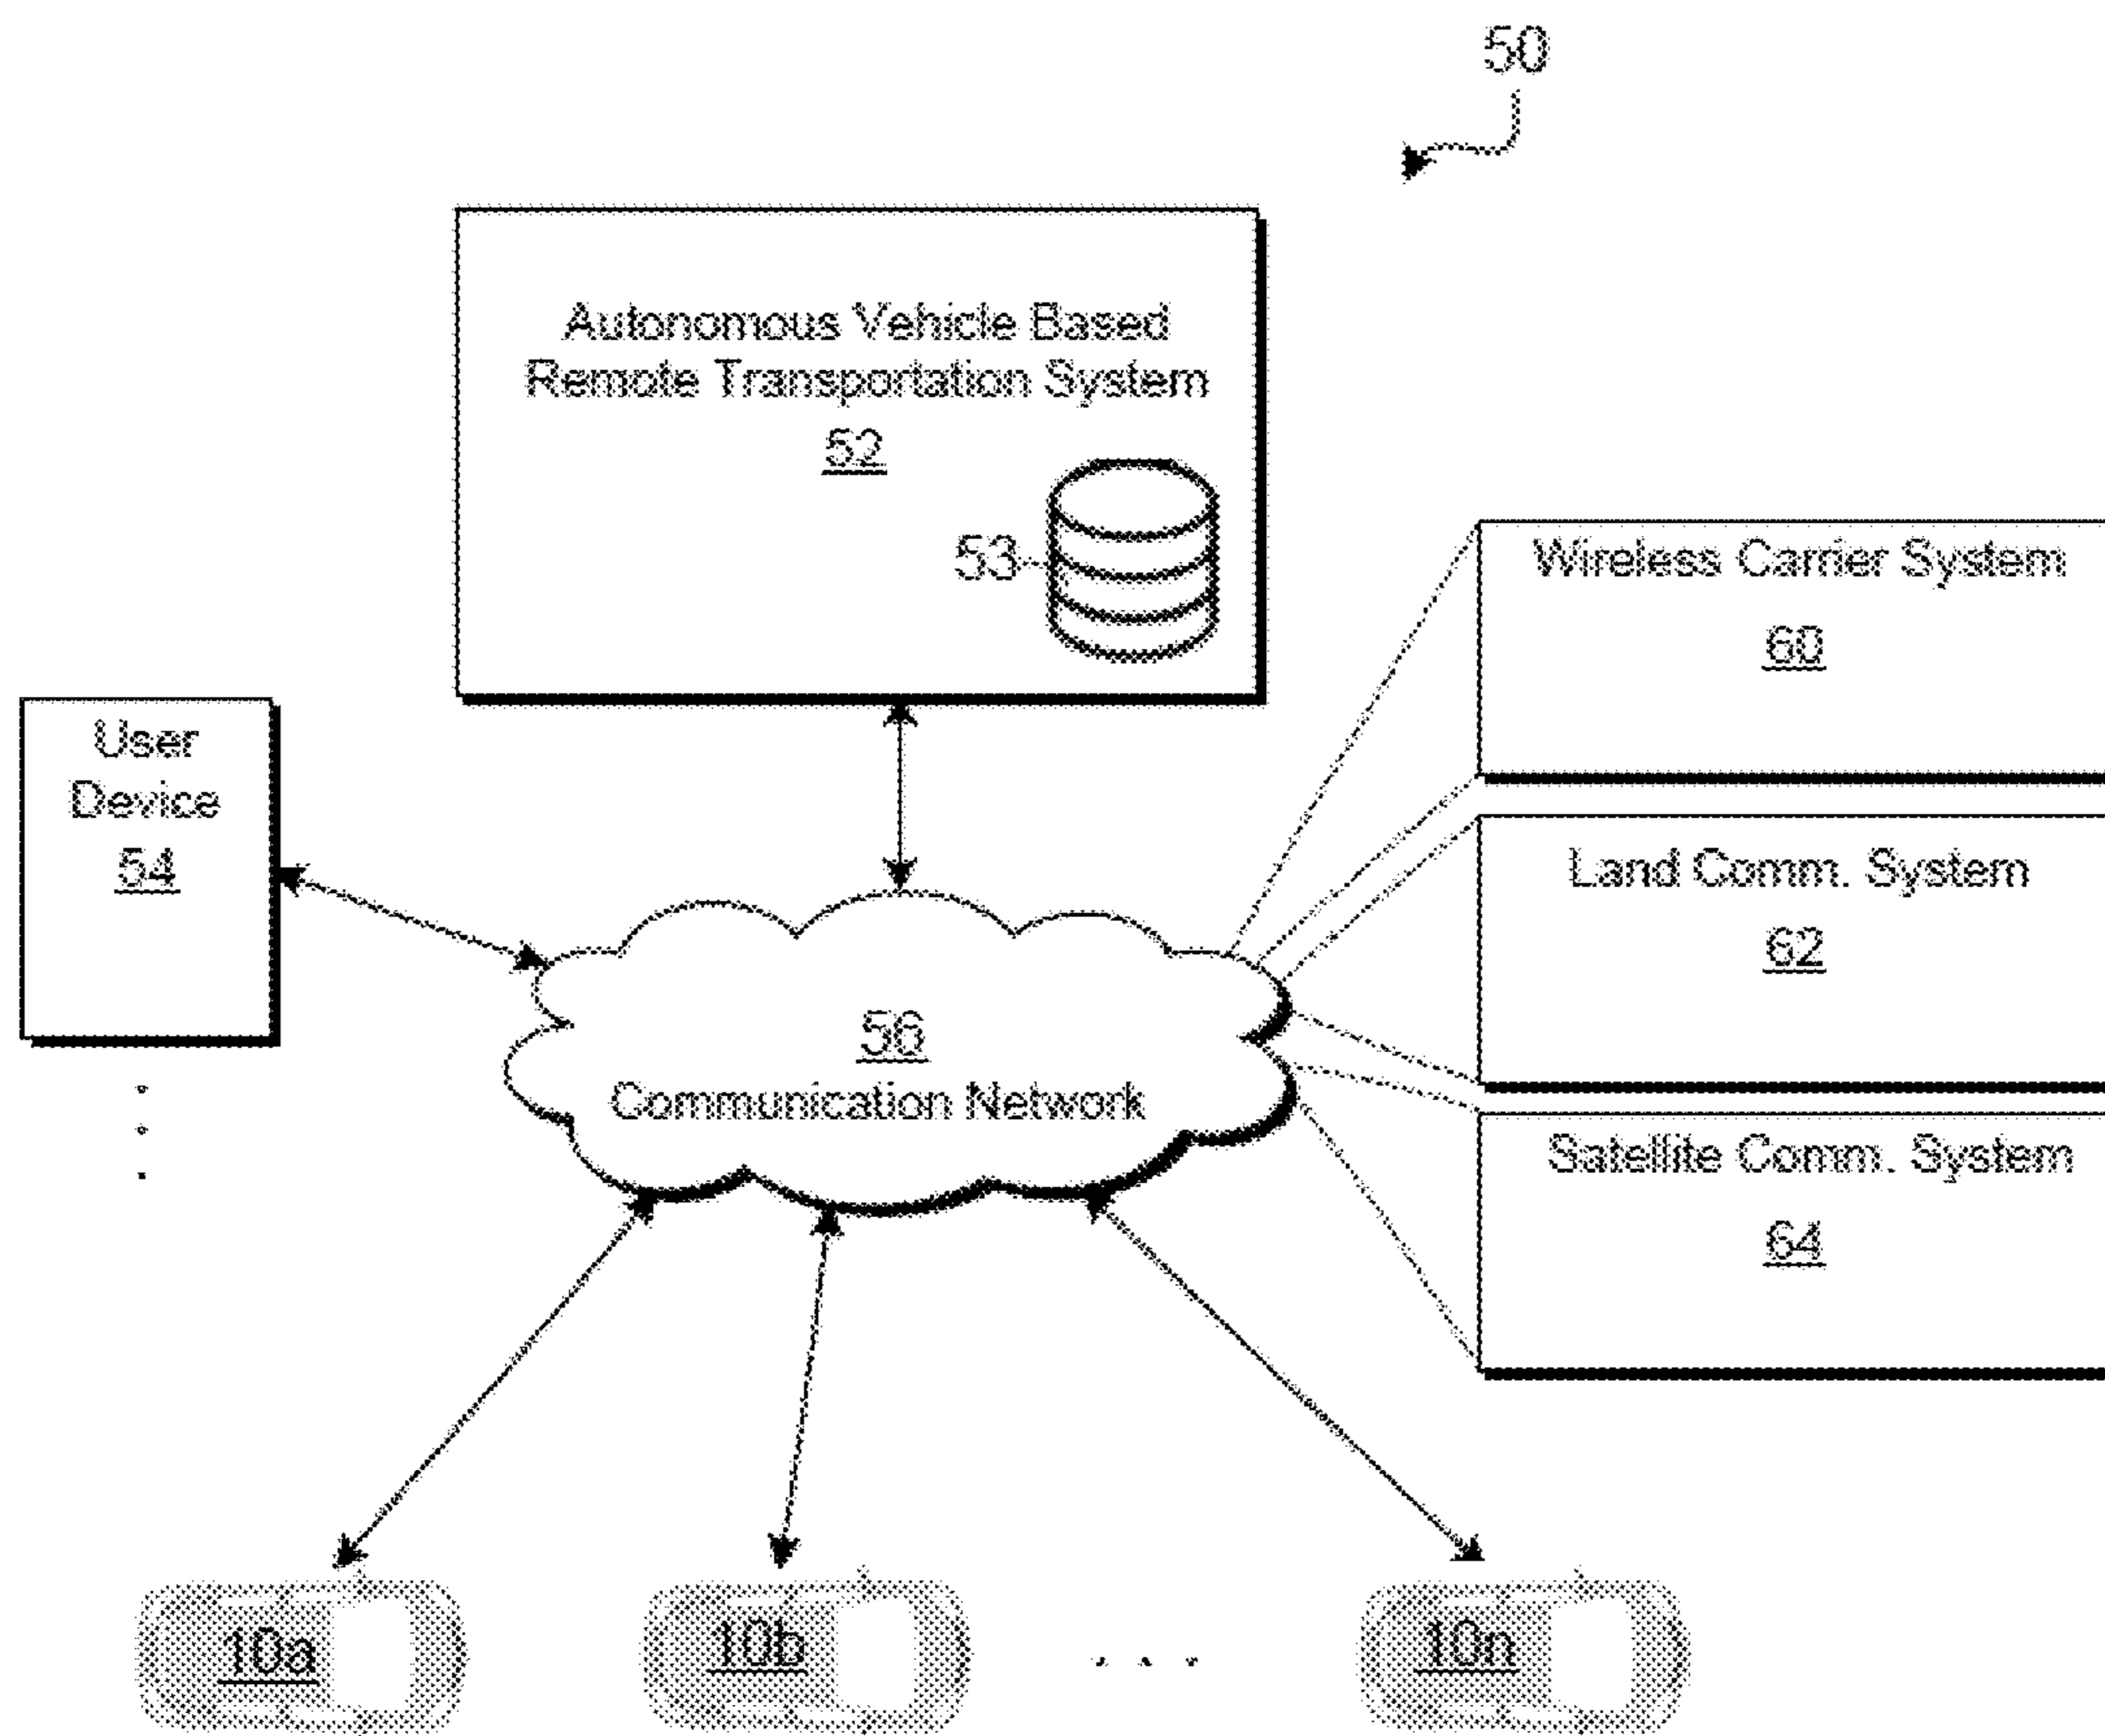 50
Autonomous Vehicle Based
Remote Transportation System
52
53
Wireless Carrier System
60
User
Device
54
Land Comm. System
62
56
Communication Network
Satellite Comm. System
64
10a
10b
10n